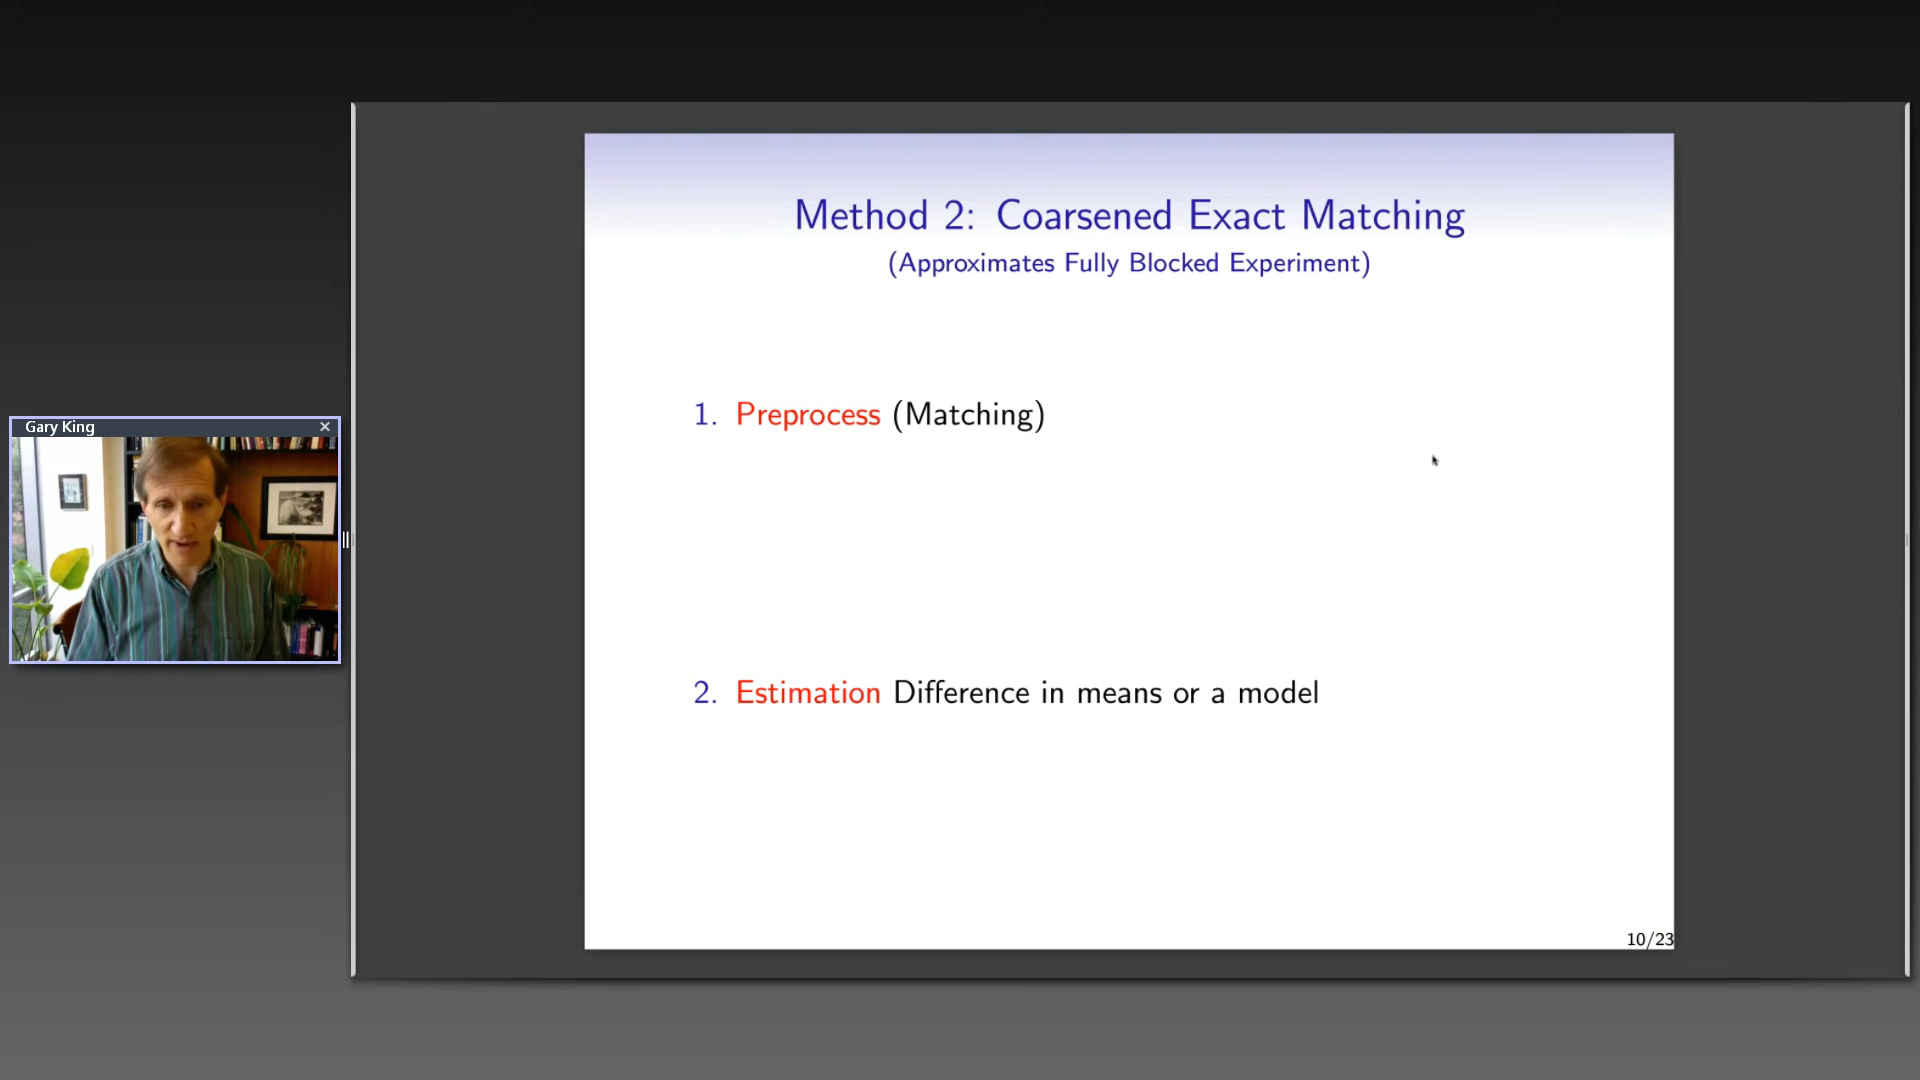 Gary King
Method 2: Coarsened Exact Matching
(Approximates Fully Blocked Experiment)
1. Preprocess (Matching)
2. Estimation Difference in means or a model
10/23